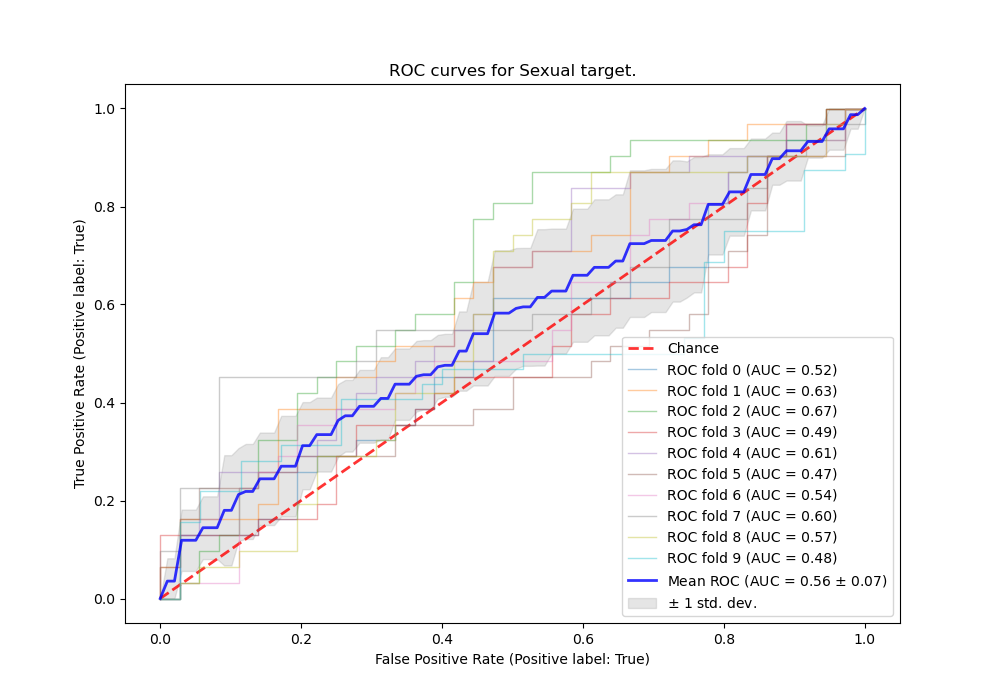 ROC curves for Sexual target.
True Positive Rate (Positive label: True)
1.0
0.8
0.6
0.4
0.2
0.0
0.0 0.2 0.4 0.6 0.8 1.0
False Positive Rate (Positive label: True)
Chance
ROC fold 0 (AUC = 0.52)
ROC fold 1 (AUC = 0.63)
ROC fold 2 (AUC = 0.67)
ROC fold 3 (AUC = 0.49)
ROC fold 4 (AUC = 0.61)
ROC fold 5 (AUC = 0.47)
ROC fold 6 (AUC = 0.54)
ROC fold 7 (AUC = 0.60)
ROC fold 8 (AUC = 0.57)
ROC fold 9 (AUC = 0.48)
Mean ROC (AUC = 0.56 ± 0.07)
± 1 std. dev.